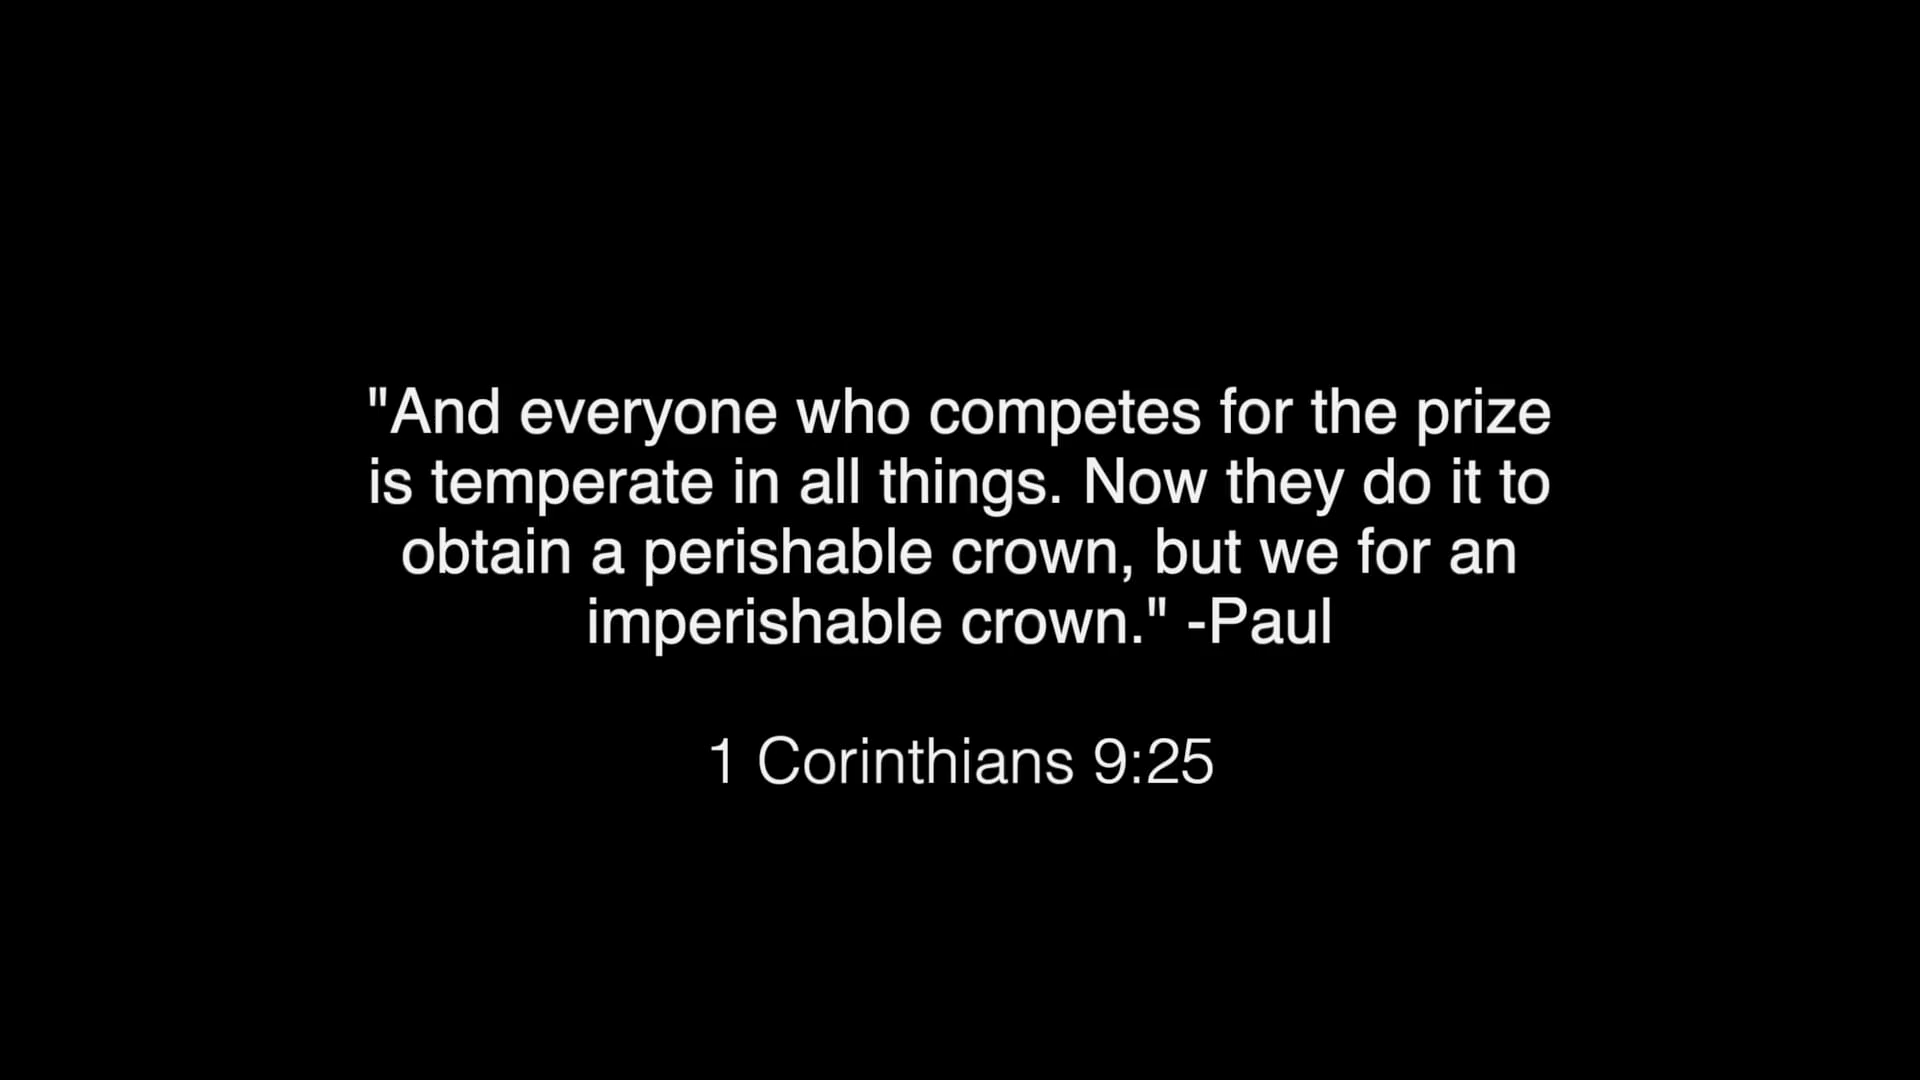 "And everyone who competes for the prize
is temperate in all things. Now they do it to
obtain a perishable crown, but we for an
imperishable crown." -Paul
1 Corinthians 9:25